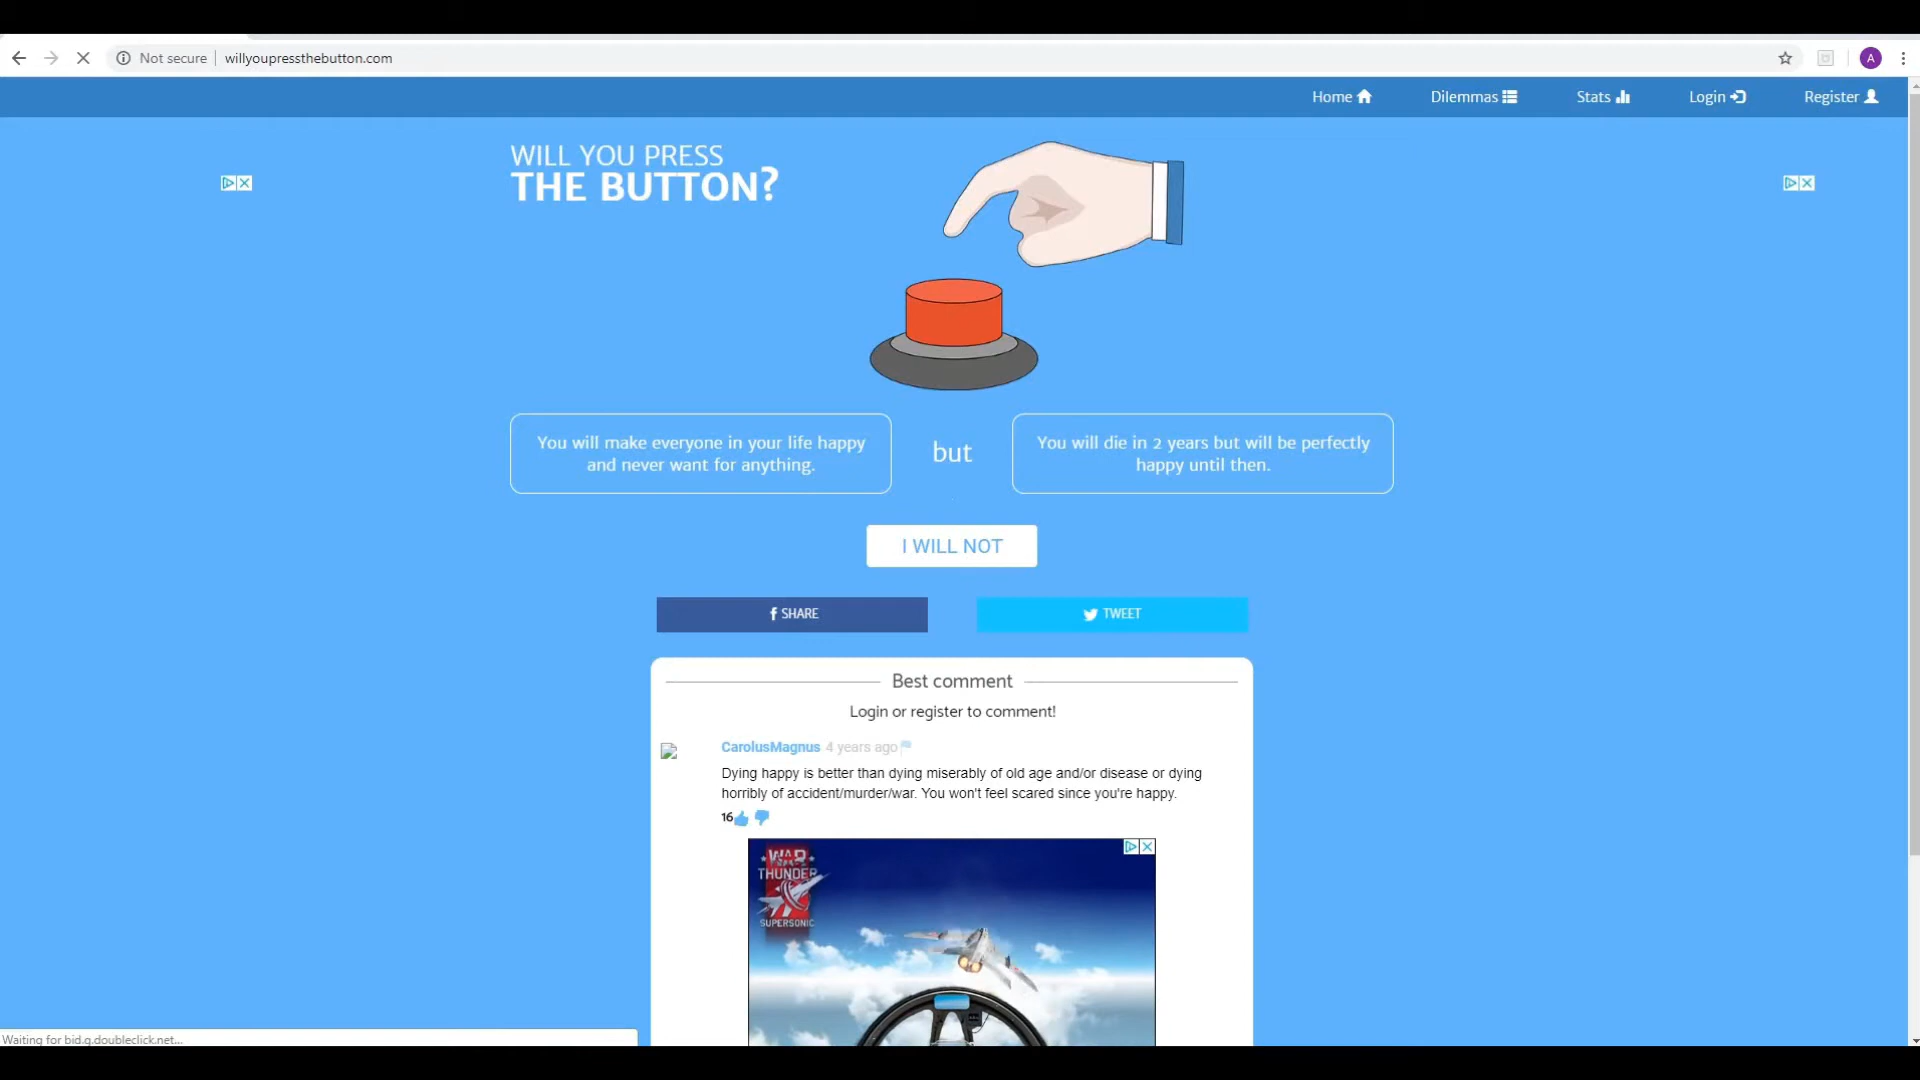 Not secure
willyoupressthebutton.com
A
Home
Dilemmas
Stats
Login
Register
WILL YOU PRESS
THE BUTTON?
You will make everyone in your life happy
and never want for anything.
but
You will die in 2 years but will be perfectly
happy until then.
I WILL NOT
SHARE
TWEET
Best comment
Login or register to comment!
CarolusMagnus 4 years ago
Dying happy is better than dying miserably of old age and/or disease or dying
horribly of accident/murder/war. You won't feel scared since you're happy.
16
WAR
THUNDER
SUPERSONIC
Waiting for bid.g.doubleclick.net...